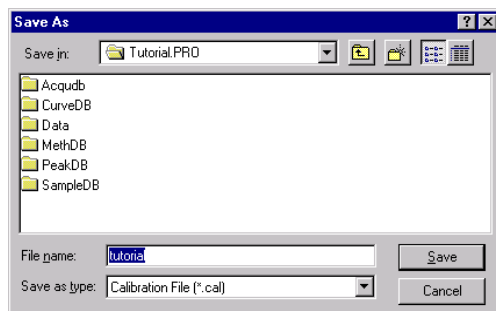 Save As
Save in: Tutorial.PRO
Acqudb
CurveDB
Data
MethDB
PeakDB
SampleDB
File name: tutorial Save
Save as type: Calibration File (*.cal) Cancel